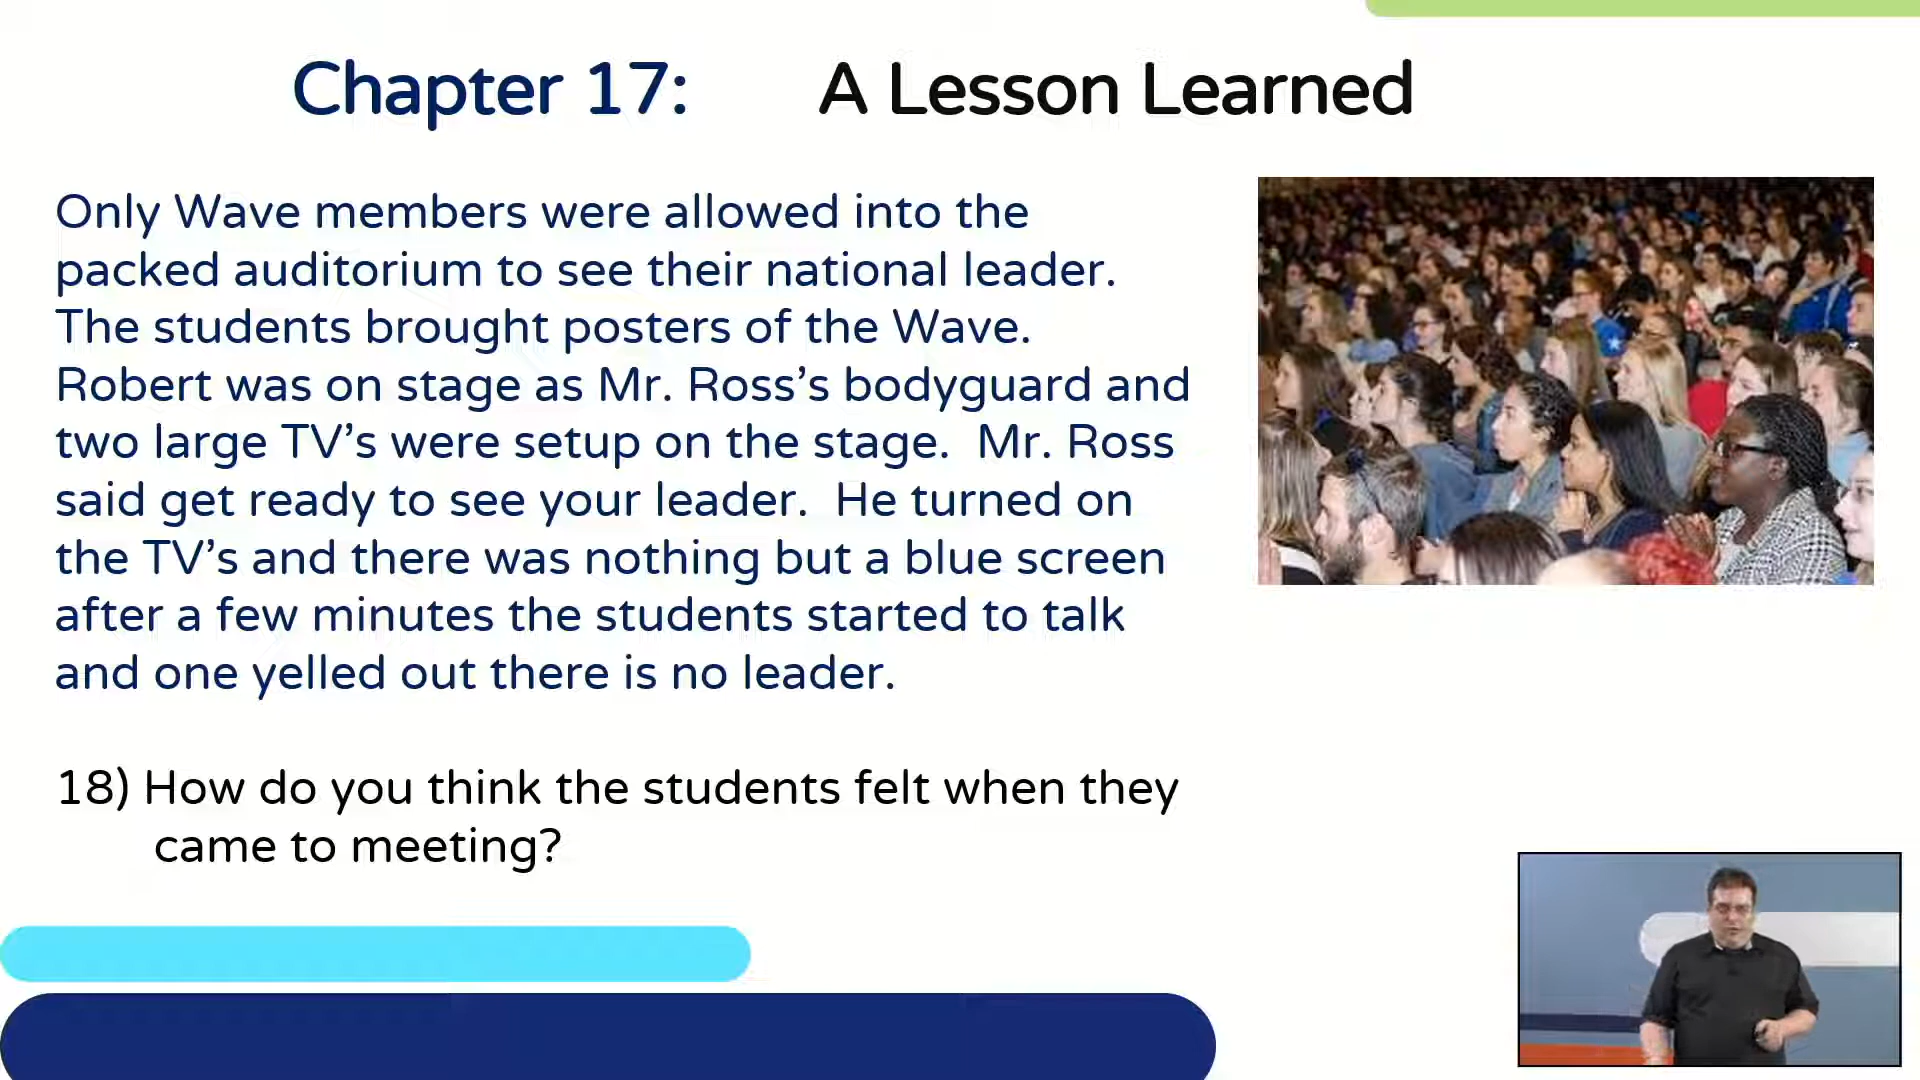 Chapter 17: A Lesson Learned
Only Wave members were allowed into the
packed auditorium to see their national leader.
The students brought posters of the Wave.
Robert was on stage as Mr. Ross’s bodyguard and
two large TV’s were setup on the stage.  Mr. Ross
said get ready to see your leader.  He turned on
the TV’s and there was nothing but a blue screen
after a few minutes the students started to talk
and one yelled out there is no leader.
18) How do you think the students felt when they
came to meeting?